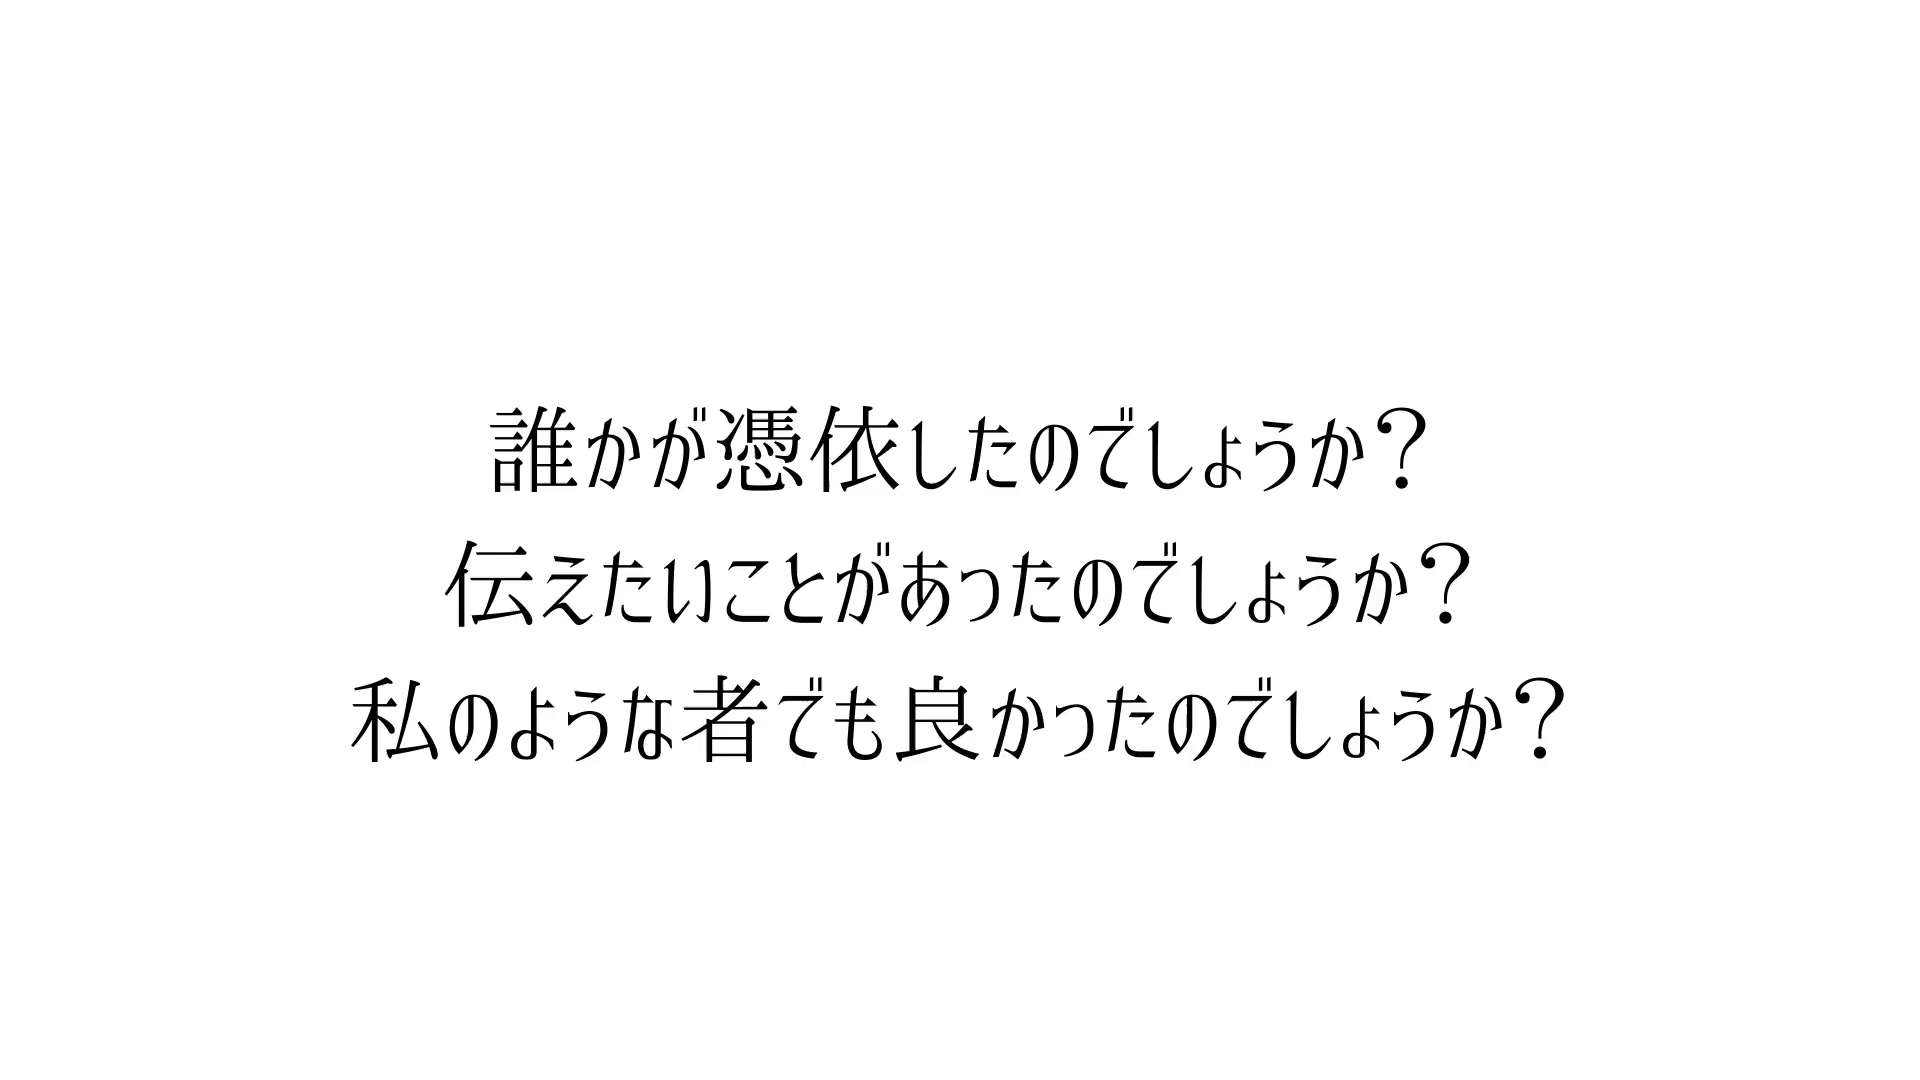 誰かが憑依したのでしょうか？
伝えたいことがあったのでしょうか？
私のような者でも良かったのでしょうか？